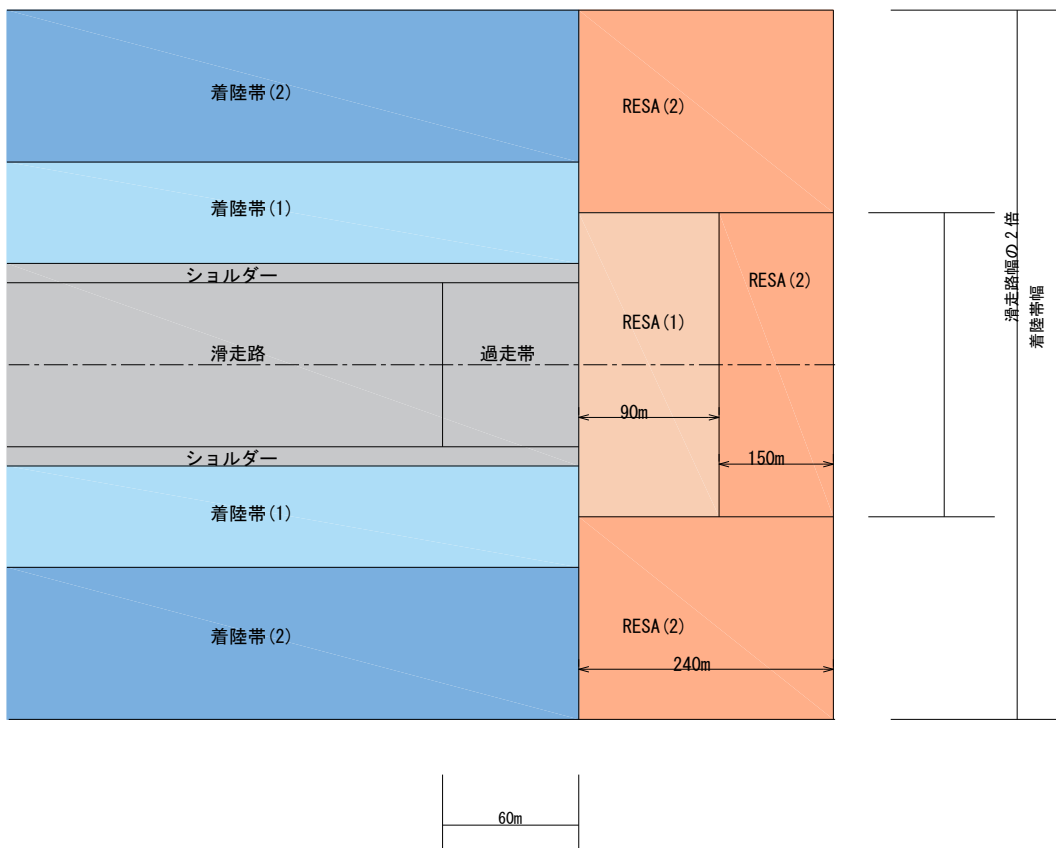 着陸帯(2)
RESA(2)
着陸帯(1)
ショルダー
RESA(2)
滑走路幅の2倍
着陸帯幅
RESA(1)
滑走路
過走帯
90m
ショルダー
150m
着陸帯(1)
着陸帯(2)
RESA(2)
240m
60m